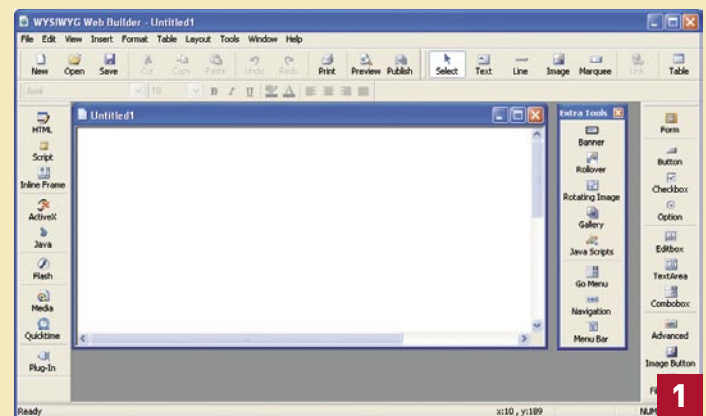 WYSIWYG Web Builder - Untitled1
File Edit View Insert Format Table Layout Tools Window Help
New Open Save Cut Copy Paste Undo Redo Print Preview Publish Select Text Line Image Marquee Link Table
Arial 10 B I U A
HTML
Script
Inline Frame
ActiveX
Java
Flash
Media
Quicktime
Plug-In
Untitled1
Extra Tools
Banner
Rollover
Rotating Image
Gallery
Java Scripts
Go Menu
Navigation
Menu Bar
Form
Button
Checkbox
Option
Editbox
TextArea
Combobox
Advanced
Image Button
Ready x:10 , y:189 NUM
1